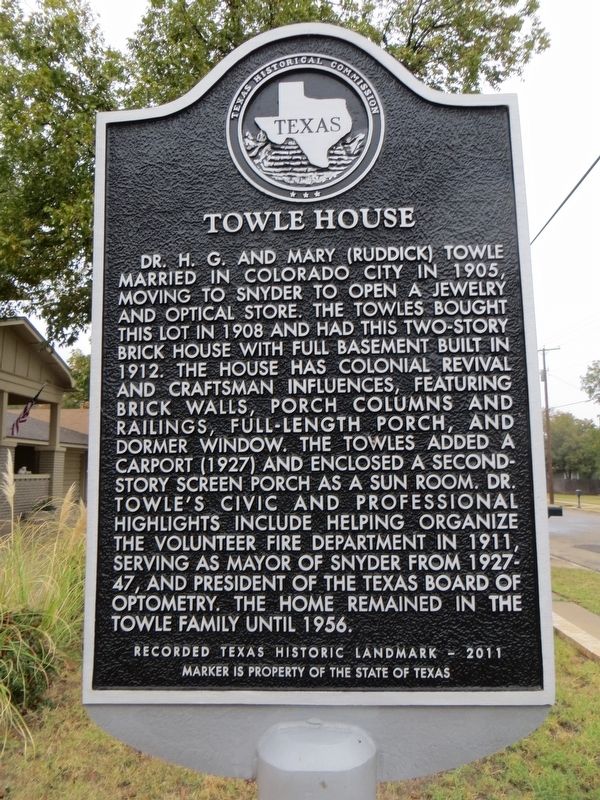 TEXAS HISTORICAL COMMISSION
TEXAS
TOWLE HOUSE
DR. H. G. AND MARY (RUDDICK) TOWLE
MARRIED IN COLORADO CITY IN 1905,
MOVING TO SNYDER TO OPEN A JEWELRY
AND OPTICAL STORE. THE TOWLES BOUGHT
THIS LOT IN 1908 AND HAD THIS TWO-STORY
BRICK HOUSE WITH FULL BASEMENT BUILT IN
1912. THE HOUSE HAS COLONIAL REVIVAL
AND CRAFTSMAN INFLUENCES, FEATURING
BRICK WALLS, PORCH COLUMNS AND
RAILINGS, FULL-LENGTH PORCH, AND
DORMER WINDOW. THE TOWLES ADDED A
CARPORT (1927) AND ENCLOSED A SECOND-
STORY SCREEN PORCH AS A SUN ROOM. DR.
TOWLE'S CIVIC AND PROFESSIONAL
HIGHLIGHTS INCLUDE HELPING ORGANIZE
THE VOLUNTEER FIRE DEPARTMENT IN 1911,
SERVING AS MAYOR OF SNYDER FROM 1927-
47, AND PRESIDENT OF THE TEXAS BOARD OF
OPTOMETRY. THE HOME REMAINED IN THE
TOWLE FAMILY UNTIL 1956.
RECORDED TEXAS HISTORIC LANDMARK – 2011
MARKER IS PROPERTY OF THE STATE OF TEXAS